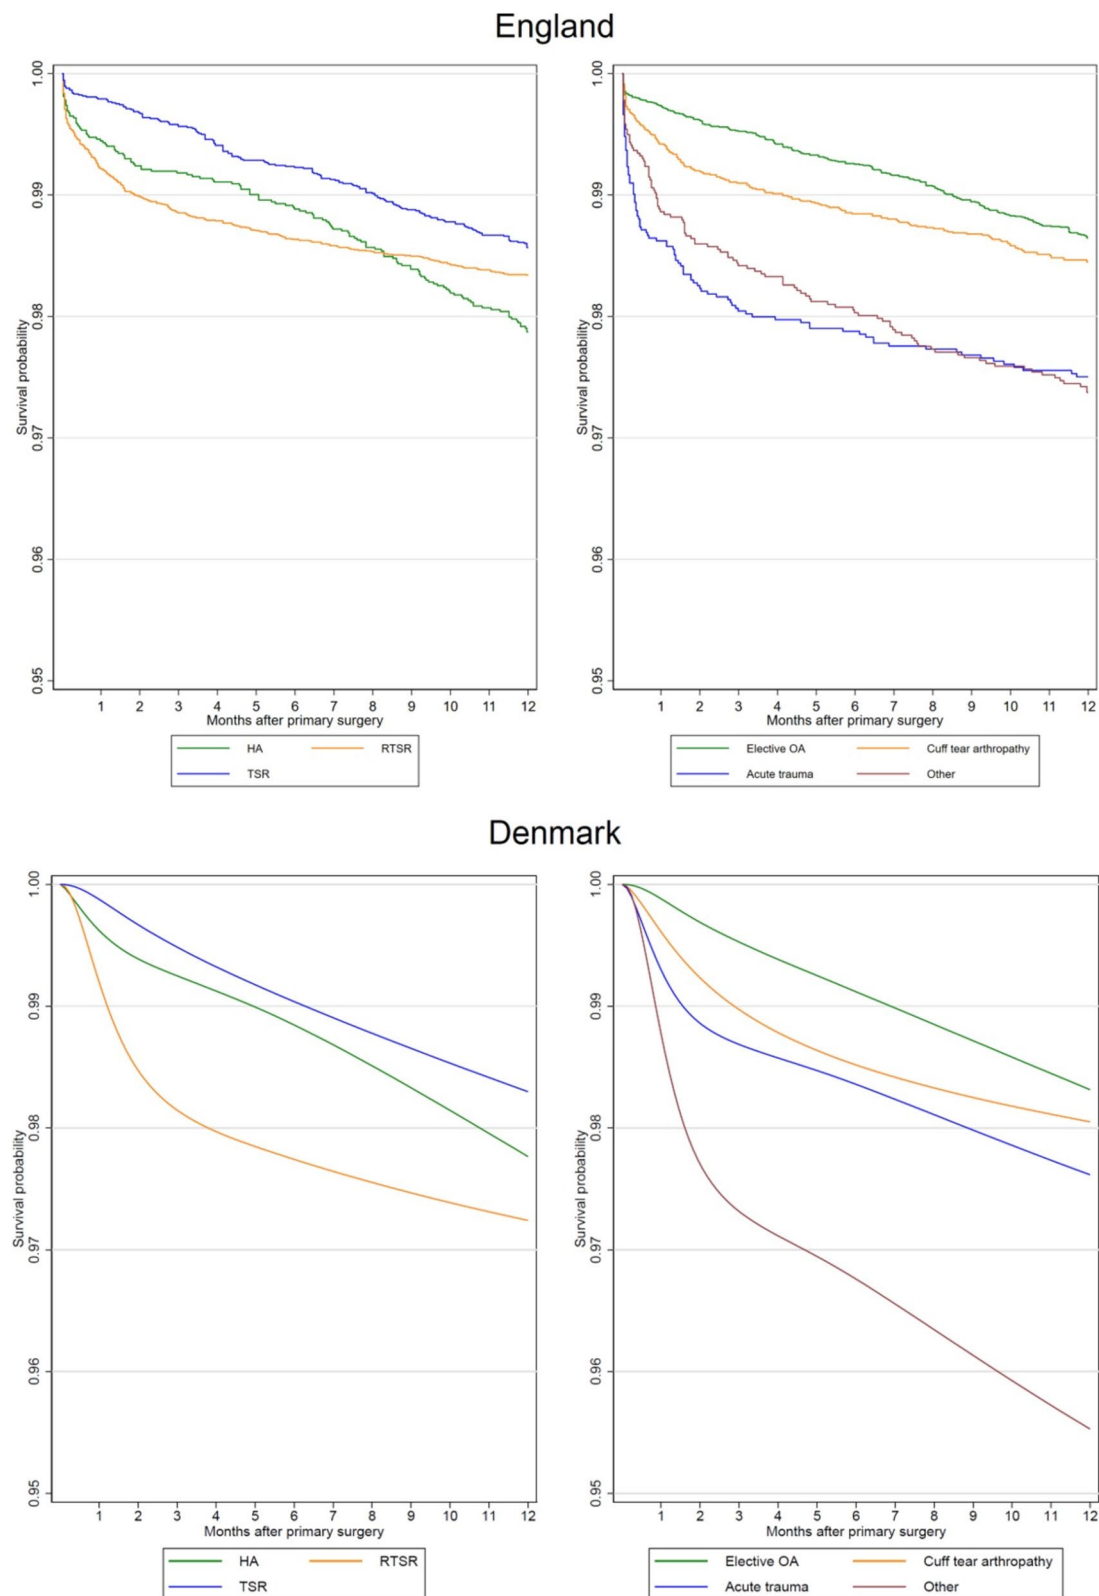 England
1.00
0.99
0.98
0.97
0.96
0.95
Survival probability
1 2 3 4 5 6 7 8 9 10 11 12
Months after primary surgery
HA RTSR
TSR
1.00
0.99
0.98
0.97
0.96
0.95
Survival probability
1 2 3 4 5 6 7 8 9 10 11 12
Months after primary surgery
Elective OA Cuff tear arthropathy
Acute trauma Other
Denmark
1.00
0.99
0.98
0.97
0.96
0.95
Survival probability
1 2 3 4 5 6 7 8 9 10 11 12
Months after primary surgery
HA RTSR
TSR
1.00
0.99
0.98
0.97
0.96
0.95
Survival probability
1 2 3 4 5 6 7 8 9 10 11 12
Months after primary surgery
Elective OA Cuff tear arthropathy
Acute trauma Other